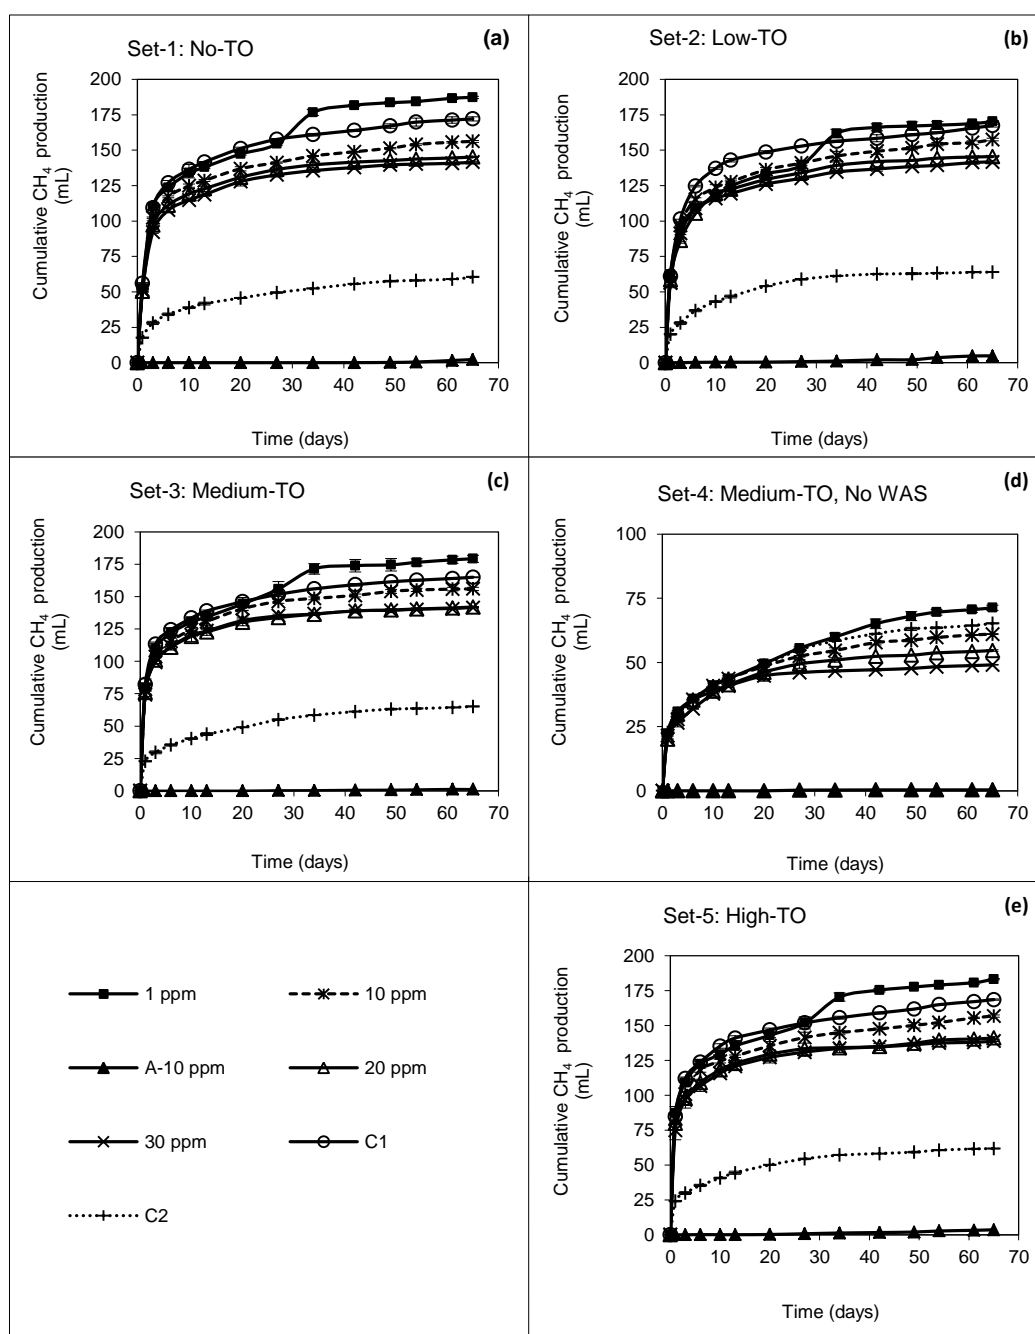 Set-1: No-TO
(a)
Cumulative CH4 production
(mL)
200
175
150
125
100
75
50
25
0
0 10 20 30 40 50 60 70
Time (days)
Set-2: Low-TO
(b)
Cumulative CH4 production
(mL)
200
175
150
125
100
75
50
25
0
0 10 20 30 40 50 60 70
Time (days)
Set-3: Medium-TO
(c)
Cumulative CH4 production
(mL)
200
175
150
125
100
75
50
25
0
0 10 20 30 40 50 60 70
Time (days)
Set-4: Medium-TO, No WAS
(d)
Cumulative CH4 production
(mL)
100
75
50
25
0
0 10 20 30 40 50 60 70
Time (days)
1 ppm
10 ppm
A-10 ppm
20 ppm
30 ppm
C1
C2
Set-5: High-TO
(e)
Cumulative CH4 production
(mL)
200
175
150
125
100
75
50
25
0
0 10 20 30 40 50 60 70
Time (days)